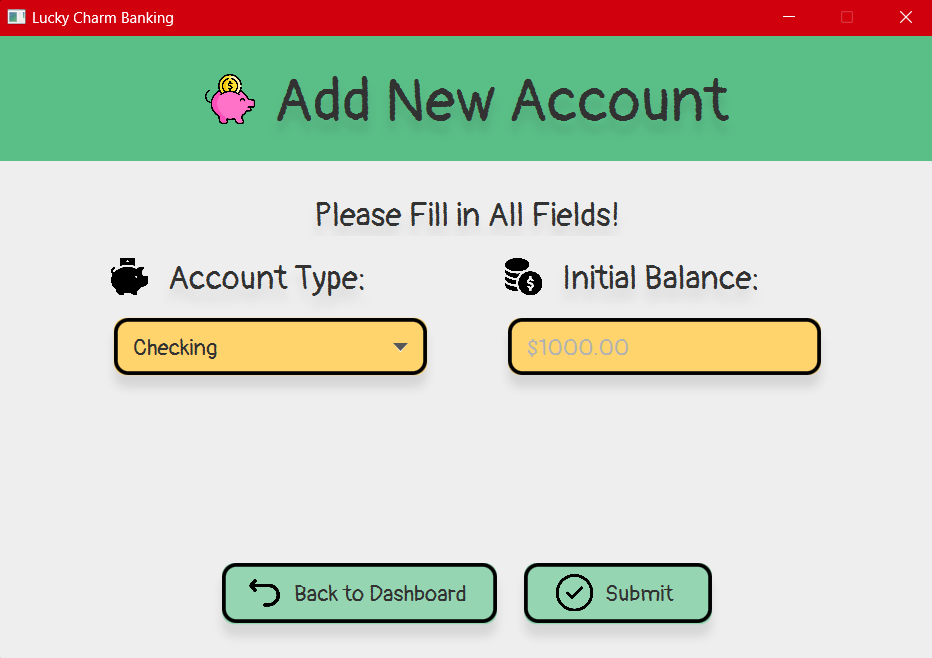 Lucky Charm Banking
Add New Account
Please Fill in All Fields!
Account Type:
Initial Balance:
Checking
$1000.00
Back to Dashboard
Submit